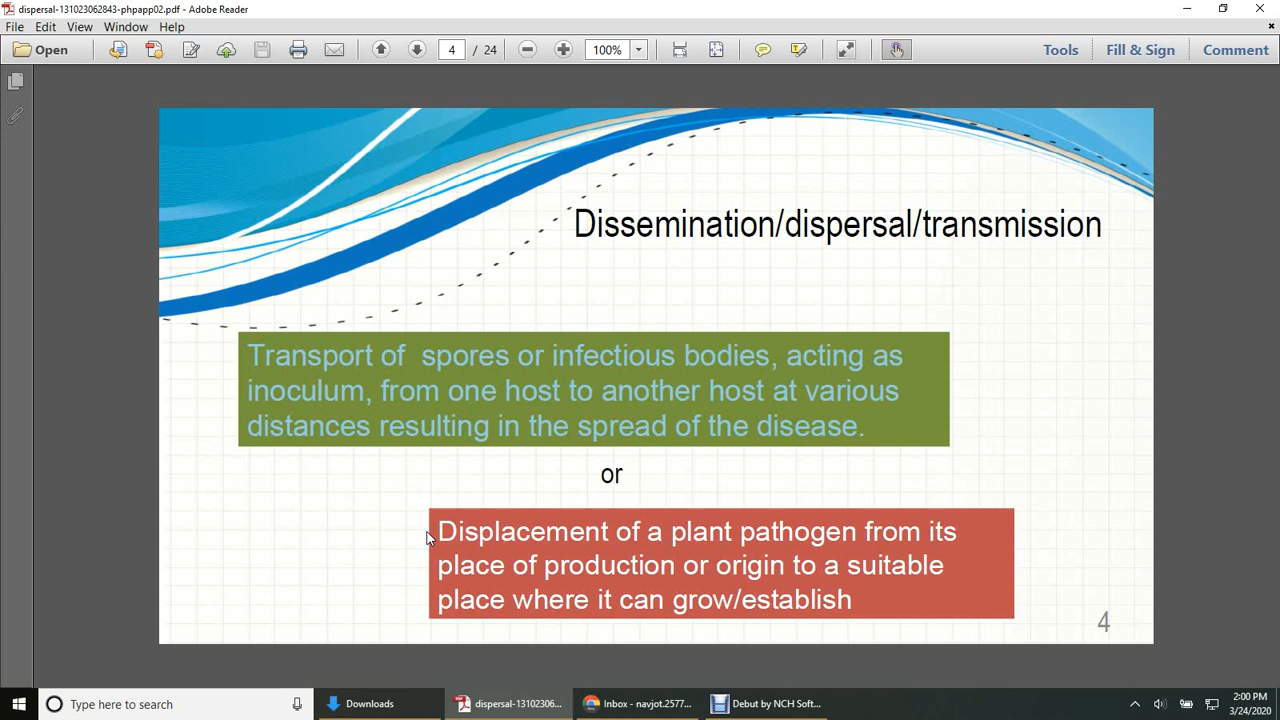 dispersal-131023062843-phpapp02.pdf - Adobe Reader
File Edit View Window Help
Open 4 / 24 100% Tools Fill & Sign Comment
Dissemination/dispersal/transmission
Transport of spores or infectious bodies, acting as
inoculum, from one host to another host at various
distances resulting in the spread of the disease.
or
Displacement of a plant pathogen from its
place of production or origin to a suitable
place where it can grow/establish
4
Type here to search Downloads dispersal-13102306... Inbox - navjot.2577... Debut by NCH Soft... 2:00 PM
3/24/2020